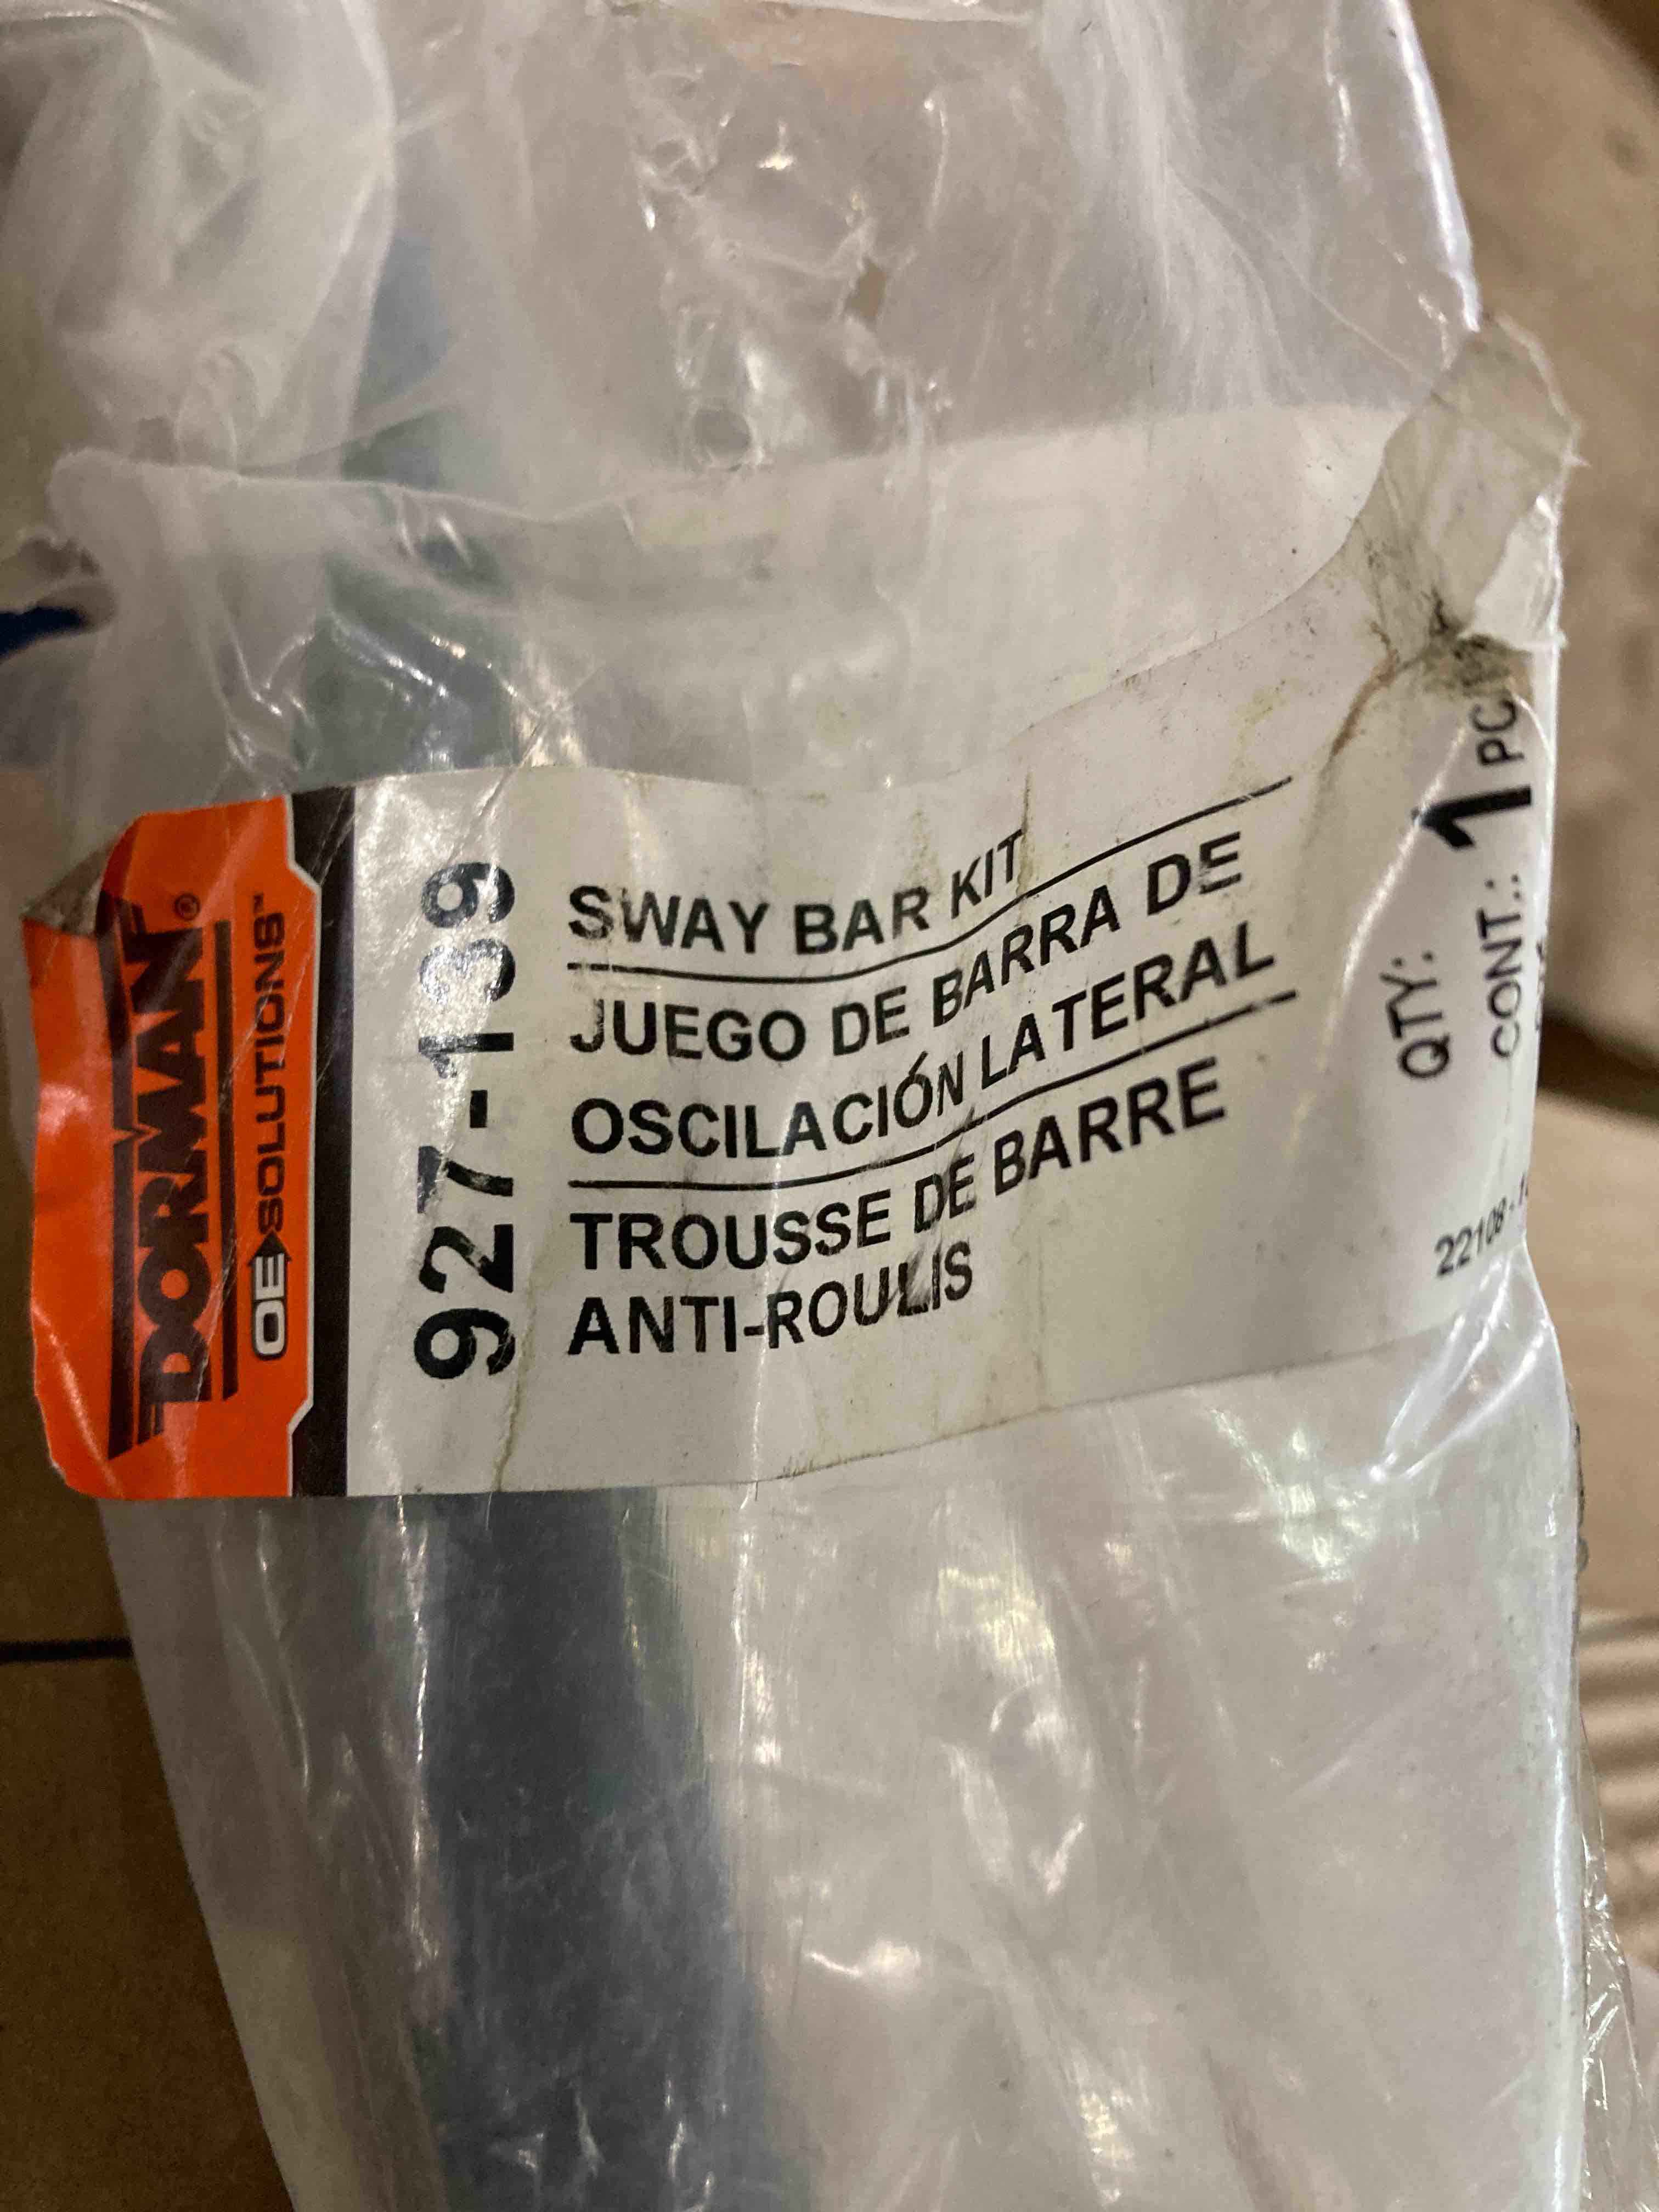 DORMAN®
OE SOLUTIONS™
927-139
SWAY BAR KIT
JUEGO DE BARRA DE
OSCILACIÓN LATERAL
TROUSSE DE BARRE
ANTI-ROULIS
QTY: 1
CONT.: